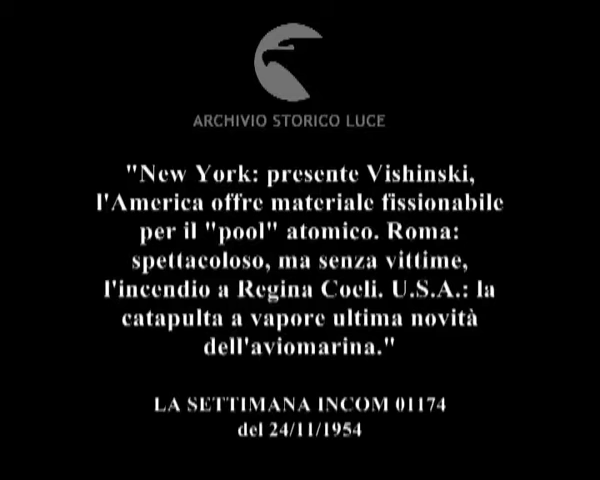 ARCHIVIO STORICO LUCE
"New York: presente Vishinski,
l'America offre materiale fissionabile
per il "pool" atomico. Roma:
spettacoloso, ma senza vittime,
l'incendio a Regina Coeli. U.S.A.: la
catapulta a vapore ultima novità
dell'aviomarina."
LA SETTIMANA INCOM 01174
del 24/11/1954